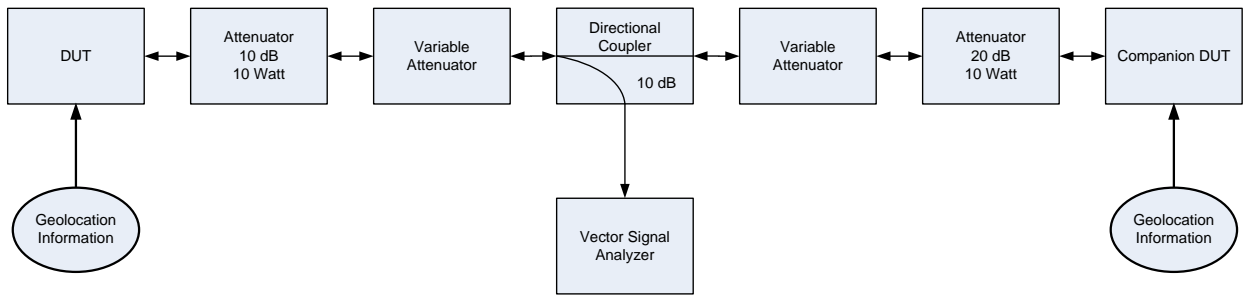 DUT
Attenuator
10 dB
10 Watt
Variable
Attenuator
Directional
Coupler
10 dB
Variable
Attenuator
Attenuator
20 dB
10 Watt
Companion DUT
Geolocation
Information
Vector Signal
Analyzer
Geolocation
Information